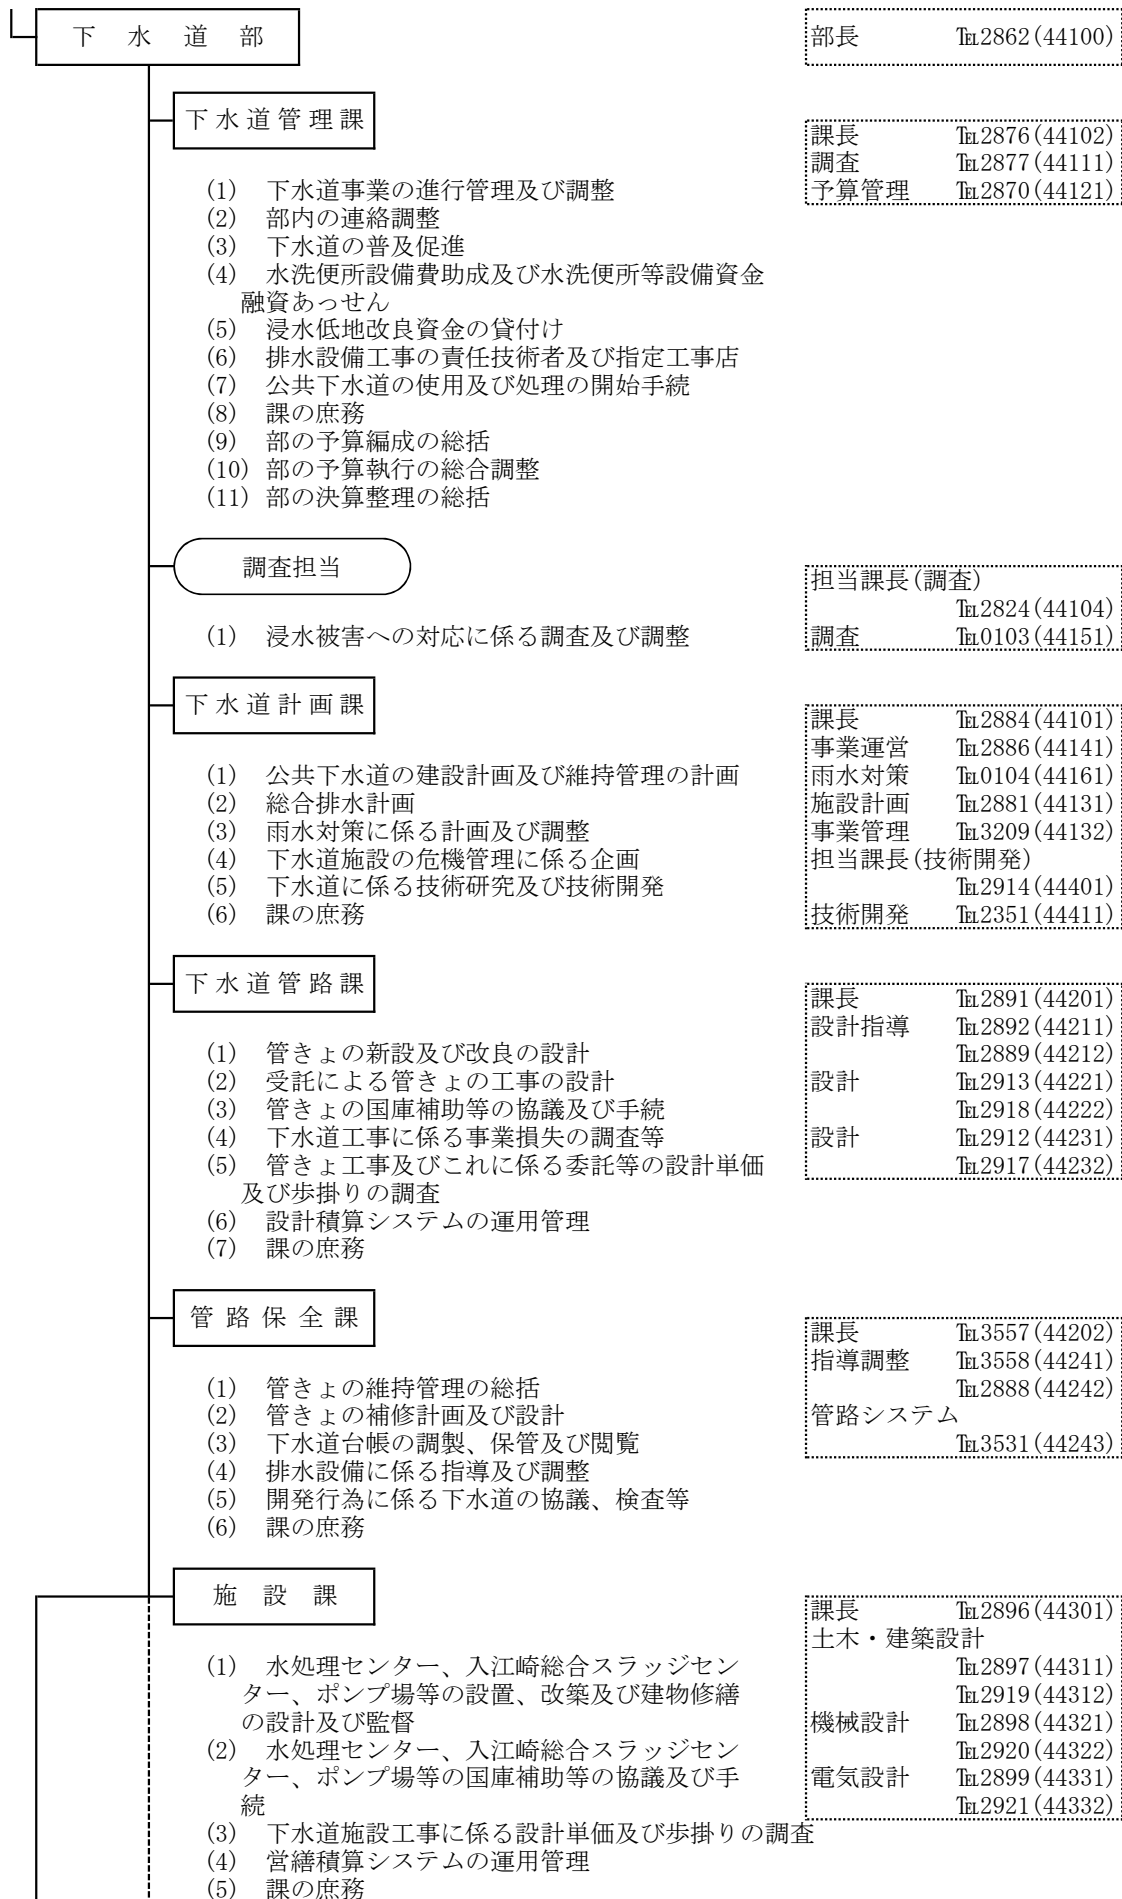 下水道部
部長 ℡2862(44100)
下水道管理課
課長 ℡2876(44102)
調査 ℡2877(44111)
予算管理 ℡2870(44121)
(1) 下水道事業の進行管理及び調整
(2) 部内の連絡調整
(3) 下水道の普及促進
(4) 水洗便所設備費助成及び水洗便所等設備資金
融資あっせん
(5) 浸水低地改良資金の貸付け
(6) 排水設備工事の責任技術者及び指定工事店
(7) 公共下水道の使用及び処理の開始手続
(8) 課の庶務
(9) 部の予算編成の総括
(10) 部の予算執行の総合調整
(11) 部の決算整理の総括
調査担当
担当課長(調査)
℡2824(44104)
調査 ℡0103(44151)
(1) 浸水被害への対応に係る調査及び調整
下水道計画課
課長 ℡2884(44101)
事業運営 ℡2886(44141)
雨水対策 ℡0104(44161)
施設計画 ℡2881(44131)
事業管理 ℡3209(44132)
担当課長(技術開発)
℡2914(44401)
技術開発 ℡2351(44411)
(1) 公共下水道の建設計画及び維持管理の計画
(2) 総合排水計画
(3) 雨水対策に係る計画及び調整
(4) 下水道施設の危機管理に係る企画
(5) 下水道に係る技術研究及び技術開発
(6) 課の庶務
下水道管路課
課長 ℡2891(44201)
設計指導 ℡2892(44211)
℡2889(44212)
設計 ℡2913(44221)
℡2918(44222)
設計 ℡2912(44231)
℡2917(44232)
(1) 管きょの新設及び改良の設計
(2) 受託による管きょの工事の設計
(3) 管きょの国庫補助等の協議及び手続
(4) 下水道工事に係る事業損失の調査等
(5) 管きょ工事及びこれに係る委託等の設計単価
及び歩掛りの調査
(6) 設計積算システムの運用管理
(7) 課の庶務
管路保全課
課長 ℡3557(44202)
指導調整 ℡3558(44241)
℡2888(44242)
管路システム
℡3531(44243)
(1) 管きょの維持管理の総括
(2) 管きょの補修計画及び設計
(3) 下水道台帳の調製、保管及び閲覧
(4) 排水設備に係る指導及び調整
(5) 開発行為に係る下水道の協議、検査等
(6) 課の庶務
施設課
課長 ℡2896(44301)
土木・建築設計
℡2897(44311)
℡2919(44312)
機械設計 ℡2898(44321)
℡2920(44322)
電気設計 ℡2899(44331)
℡2921(44332)
(1) 水処理センター、入江崎総合スラッジセン
ター、ポンプ場等の設置、改築及び建物修繕
の設計及び監督
(2) 水処理センター、入江崎総合スラッジセン
ター、ポンプ場等の国庫補助等の協議及び手
続
(3) 下水道施設工事に係る設計単価及び歩掛りの調査
(4) 営繕積算システムの運用管理
(5) 課の庶務